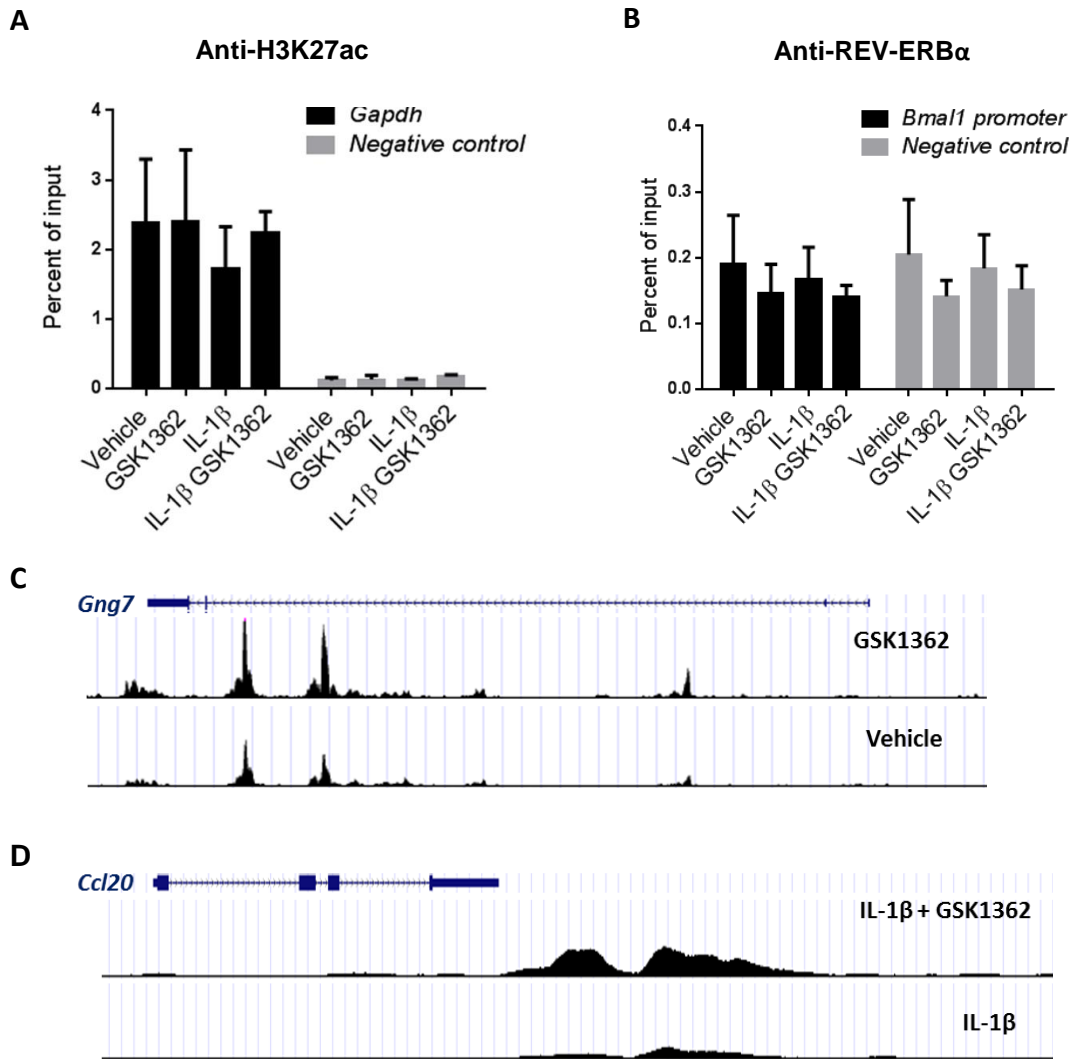 A
Anti-H3K27ac
Gapdh
Negative control
Percent of input
4
3
2
1
0
Vehicle
GSK1362
IL-1β
IL-1β GSK1362
Vehicle
GSK1362
IL-1β
IL-1β GSK1362
B
Anti-REV-ERBα
Bmal1 promoter
Negative control
Percent of input
0.4
0.3
0.2
0.1
0.0
Vehicle
GSK1362
IL-1β
IL-1β GSK1362
Vehicle
GSK1362
IL-1β
IL-1β GSK1362
C
Gng7
GSK1362
Vehicle
D
Ccl20
IL-1β + GSK1362
IL-1β